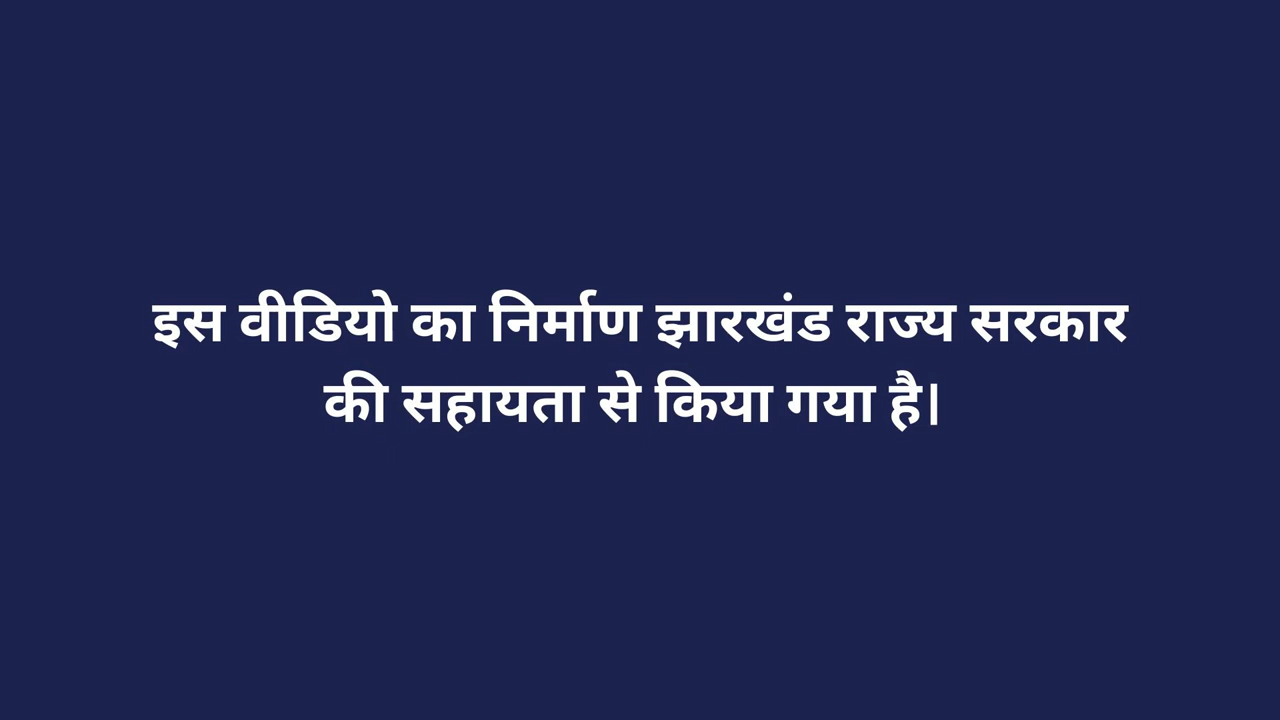 इस वीडियो का निर्माण झारखंड राज्य सरकार
की सहायता से किया गया है।